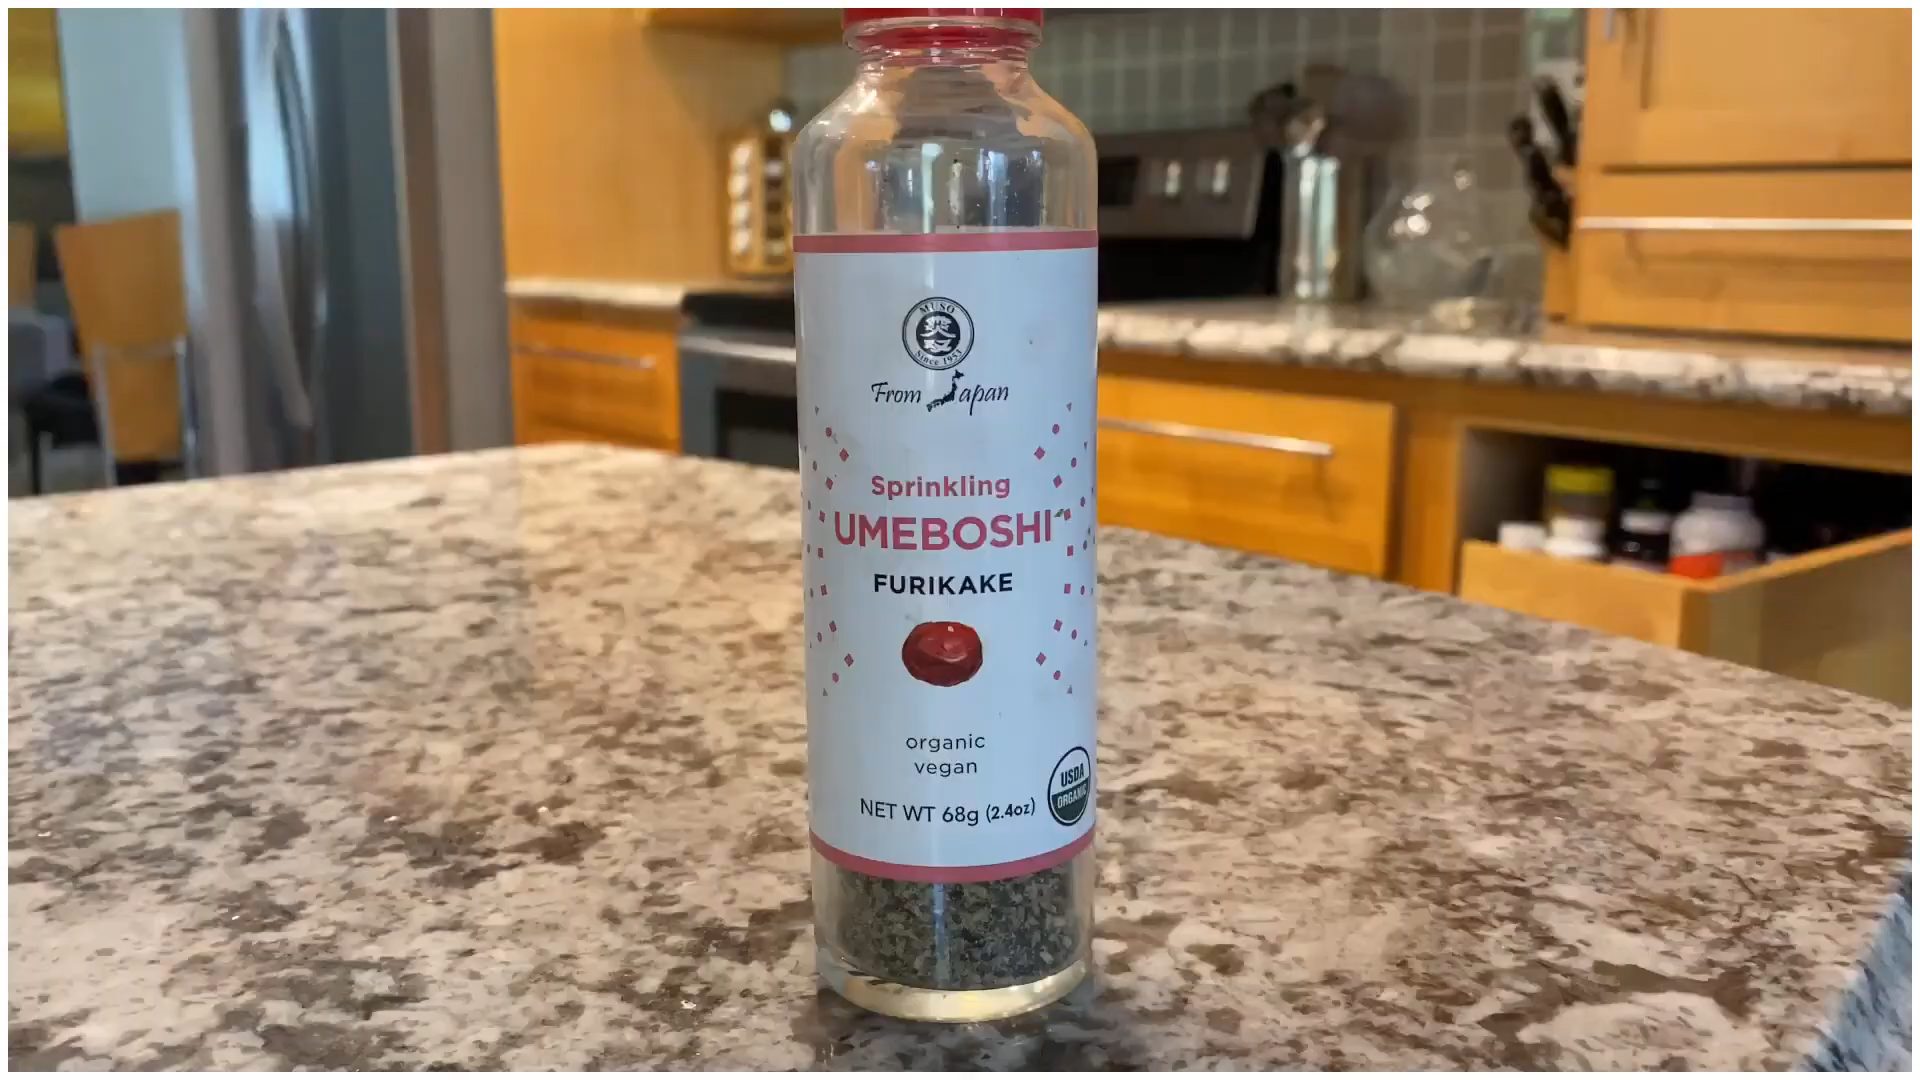 MUSO
Since 1953
From Japan
Sprinkling
UMEBOSHI
FURIKAKE
organic
vegan
NET WT 68g (2.4oz)
USDA
ORGANIC